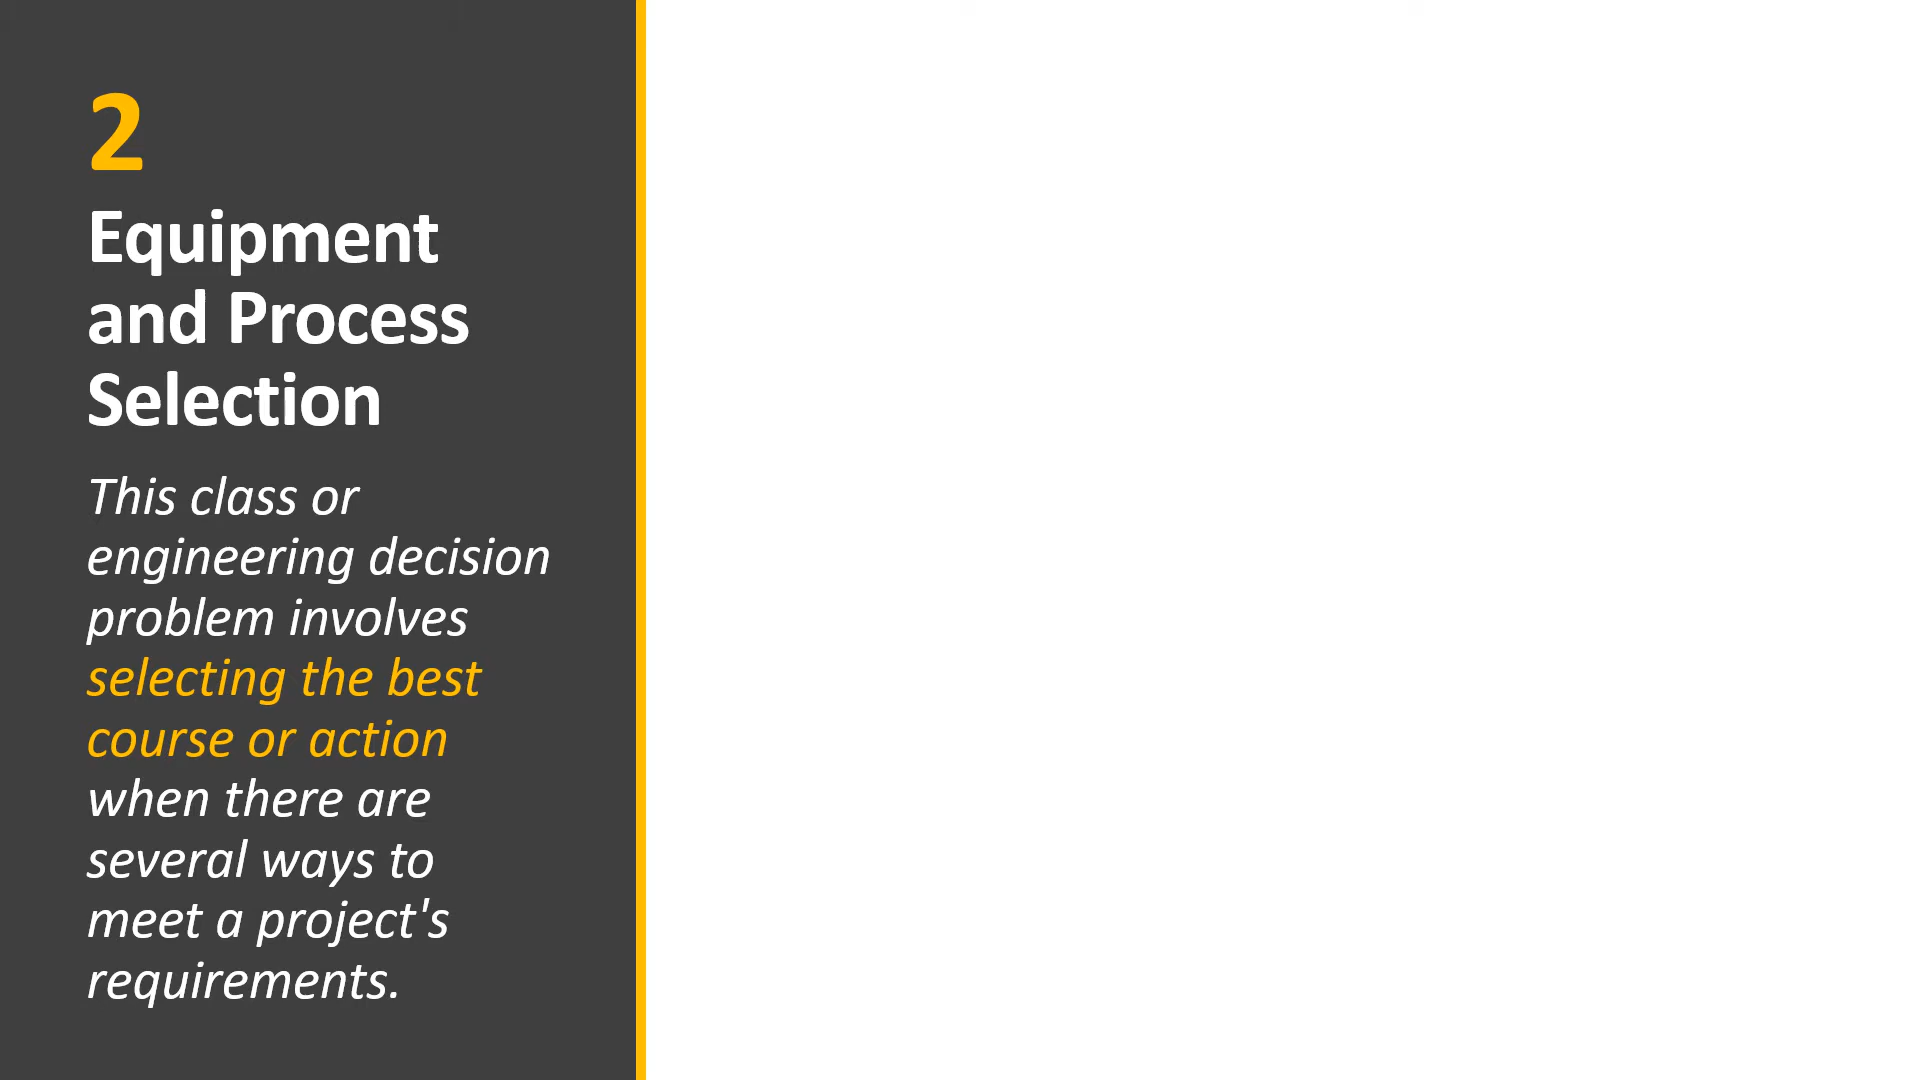 2
Equipment
and Process
Selection
This class or
engineering decision
problem involves
selecting the best
course or action
when there are
several ways to
meet a project's
requirements.